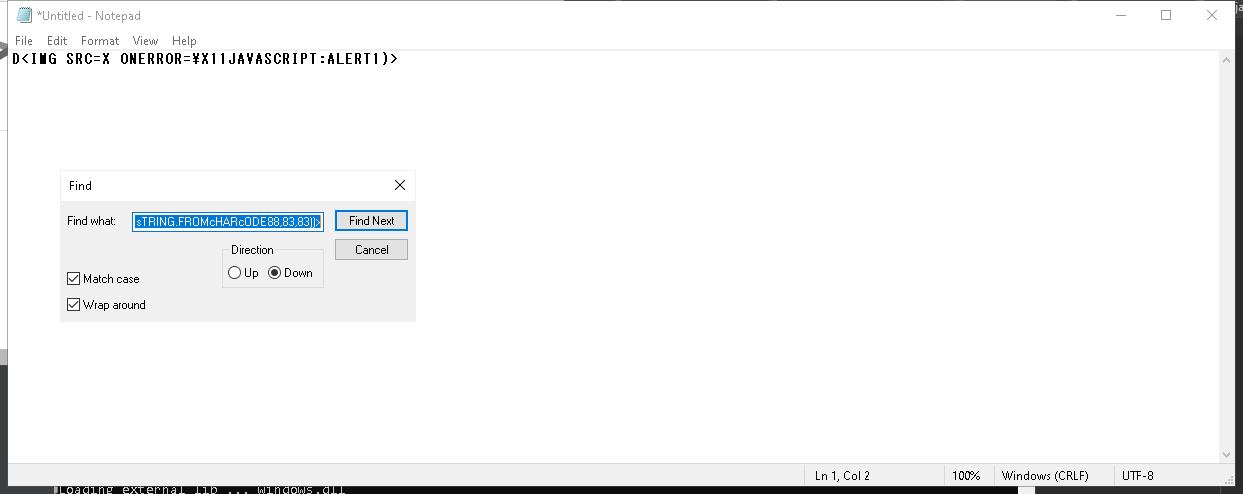 *Untitled - Notepad
File Edit Format View Help
D<IMG SRC=X ONERROR=¥X11JAVASCRIPT:ALERT1)>
Find
Find what: sTRING.FROMcHARcODE88,83,83))> Find Next
Direction Cancel
Up Down
Match case
Wrap around
Ln 1, Col 2 100% Windows (CRLF) UTF-8
Loading external lib ... windows.dll